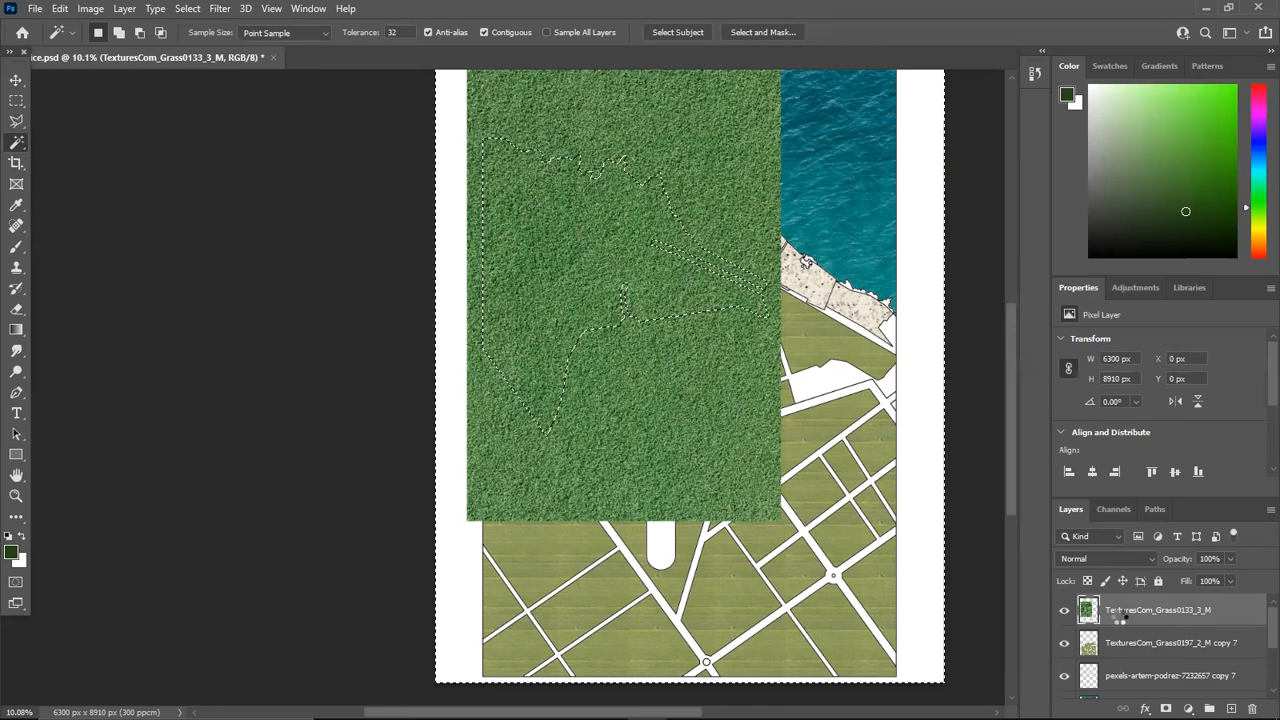 Ps File Edit Image Layer Type Select Filter 3D View Window Help
Sample Size: Point Sample Tolerance: 32 Anti-alias Contiguous Sample All Layers Select Subject Select and Mask...
ice.psd @ 10.1% (TexturesCom_Grass0133_3_M, RGB/8) *
Color Swatches Gradients Patterns
Properties Adjustments Libraries
Pixel Layer
Transform
W 6300 px X 0 px
H 8910 px Y 0 px
0.00°
Align and Distribute
Align:
Layers Channels Paths
Kind
Normal Opacity: 100%
Lock: Fill: 100%
TexturesCom_Grass0133_3_M
TexturesCom_Grass0197_2_M copy 7
pexels-artem-podrez-7232657 copy 7
10.08% 6300 px x 8910 px (300 ppcm)